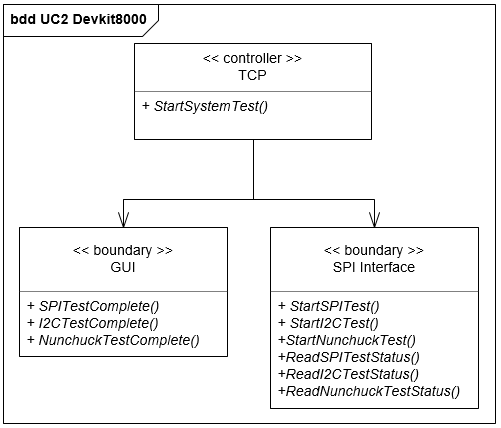 bdd UC2 Devkit8000
<< controller >>
TCP
+ StartSystemTest()
<< boundary >>
GUI
+ SPITestComplete()
+ I2CTestComplete()
+ NunchuckTestComplete()
<< boundary >>
SPI Interface
+ StartSPITest()
+ StartI2CTest()
+StartNunchuckTest()
+ReadSPITestStatus()
+ReadI2CTestStatus()
+ReadNunchuckTestStatus()